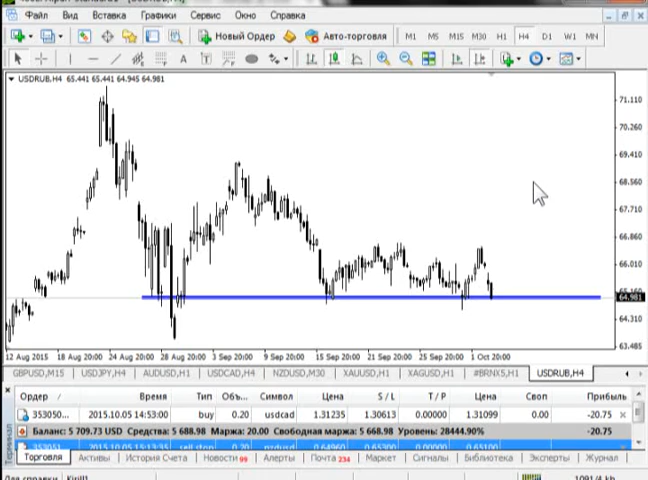 Файл Вид Вставка Графики Сервис Окно Справка
Новый Ордер Авто-торговля M1 M5 M15 M30 H1 H4 D1 W1 MN
USDRUB,H4 65.441 65.441 64.945 64.981
71.110
70.260
69.410
68.560
67.710
66.860
66.010
64.981
64.310
63.485
12 Aug 2015 18 Aug 20:00 24 Aug 20:00 28 Aug 20:00 3 Sep 20:00 9 Sep 20:00 15 Sep 20:00 21 Sep 20:00 25 Sep 20:00 1 Oct 20:00
GBPUSD,M15 USDJPY,H4 AUDUSD,H1 USDCAD,H4 NZDUSD,M30 XAUUSD,H1 XAGUSD,H1 #BRNX5,H1 USDRUB,H4
Ордер Время Тип Объ... Символ Цена S / L T / P Цена Своп Прибыль
353050... 2015.10.05 14:53:00 buy 0.20 usdcad 1.31235 1.30613 0.00000 1.31099 0.00 -20.75
Баланс: 5 709.73 USD Средства: 5 688.98 Маржа: 20.00 Свободная маржа: 5 668.98 Уровень: 28444.90% -20.75
Терминал
Торговля Активы История Счета Новости 99 Алерты Почта 234 Маркет Сигналы Библиотека Эксперты Журнал